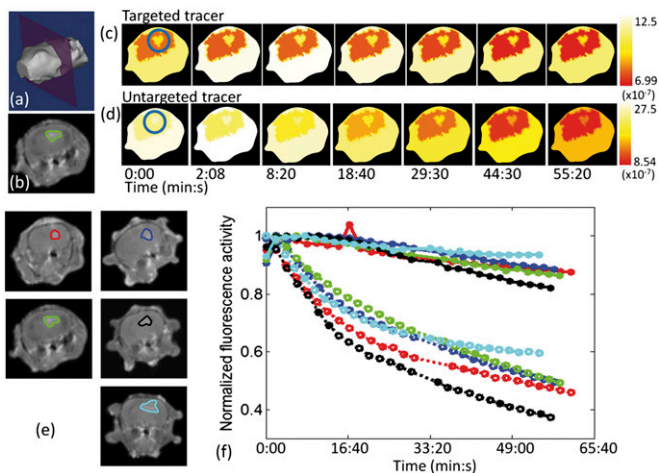 (a)
(b)
(c)
Targeted tracer
12.5
6.99
(x10⁻⁷)
(d)
Untargeted tracer
27.5
8.54
(x10⁻⁷)
0:00 2:08 8:20 18:40 29:30 44:30 55:20
Time (min:s)
(e)
(f)
Normalized fluorescence activity
1
0.8
0.6
0.4
0:00 16:40 33:20 49:00 65:40
Time (min:s)